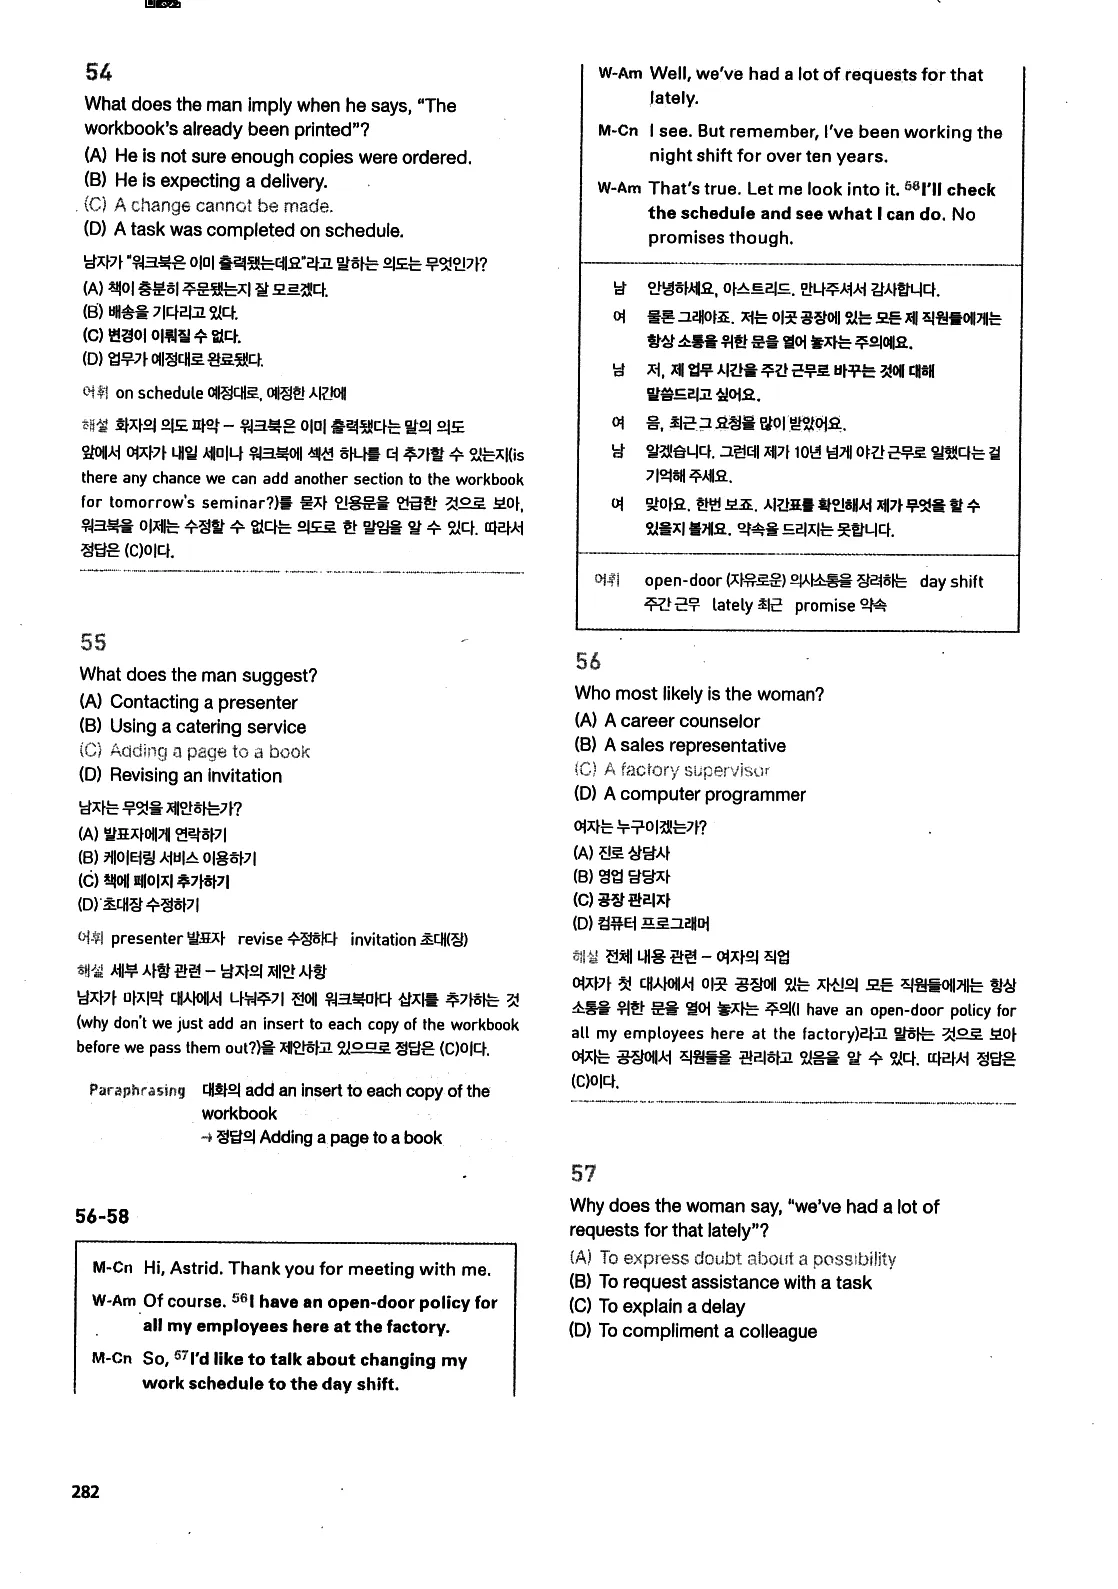 54
What does the man imply when he says, "The
workbook's already been printed"?
(A) He is not sure enough copies were ordered.
(B) He is expecting a delivery.
(C) A change cannot be made.
(D) A task was completed on schedule.
남자가 "워크북은 이미 출력됐는데요"라고 말하는 의도는 무엇인가?
(A) 책이 충분히 주문됐는지 잘 모르겠다.
(B) 배송을 기다리고 있다.
(C) 변경이 이뤄질 수 없다.
(D) 업무가 예정대로 완료됐다.
어휘 on schedule 예정대로, 예정한 시간에
해설 화자의 의도 파악 – 워크북은 이미 출력됐다는 말의 의도
앞에서 여자가 내일 세미나 워크북에 섹션 하나를 더 추가할 수 있는지(is
there any chance we can add another section to the workbook
for tomorrow's seminar?)를 묻자 인용문을 언급한 것으로 보아,
워크북을 이제는 수정할 수 없다는 의도로 한 말임을 알 수 있다. 따라서
정답은 (C)이다.
55
What does the man suggest?
(A) Contacting a presenter
(B) Using a catering service
(C) Adding a page to a book
(D) Revising an invitation
남자는 무엇을 제안하는가?
(A) 발표자에게 연락하기
(B) 케이터링 서비스 이용하기
(C) 책에 페이지 추가하기
(D) 초대장 수정하기
어휘 presenter 발표자 revise 수정하다 invitation 초대(장)
해설 세부 사항 관련 – 남자의 제안 사항
남자가 마지막 대사에서 나눠주기 전에 워크북마다 삽지를 추가하는 것
(why don't we just add an insert to each copy of the workbook
before we pass them out?)을 제안하고 있으므로 정답은 (C)이다.
Paraphrasing 대화의 add an insert to each copy of the
workbook
→ 정답의 Adding a page to a book
56-58
M-Cn Hi, Astrid. Thank you for meeting with me.
W-Am Of course. 56I have an open-door policy for
all my employees here at the factory.
M-Cn So, 57I'd like to talk about changing my
work schedule to the day shift.
282
W-Am Well, we've had a lot of requests for that
lately.
M-Cn I see. But remember, I've been working the
night shift for over ten years.
W-Am That's true. Let me look into it. 58I'll check
the schedule and see what I can do. No
promises though.
남 안녕하세요, 아스트리드. 만나주셔서 감사합니다.
여 물론 그래야죠. 저는 이곳 공장에 있는 모든 제 직원들에게는
항상 소통을 위한 문을 열어 놓자는 주의예요.
남 저, 제 업무 시간을 주간 근무로 바꾸는 것에 대해
말씀드리고 싶어요.
여 음, 최근 그 요청을 많이 받았어요.
남 알겠습니다. 그런데 제가 10년 넘게 야간 근무로 일했다는 걸
기억해 주세요.
여 맞아요. 한번 보죠. 시간표를 확인해서 제가 무엇을 할 수
있을지 볼게요. 약속을 드리지는 못합니다.
어휘 open-door (자유로운) 의사소통을 장려하는 day shift
주간 근무 lately 최근 promise 약속
56
Who most likely is the woman?
(A) A career counselor
(B) A sales representative
(C) A factory supervisor
(D) A computer programmer
여자는 누구이겠는가?
(A) 진로 상담사
(B) 영업 담당자
(C) 공장 관리자
(D) 컴퓨터 프로그래머
해설 전체 내용 관련 – 여자의 직업
여자가 첫 대사에서 이곳 공장에 있는 자신의 모든 직원들에게는 항상
소통을 위한 문을 열어 놓자는 주의(I have an open-door policy for
all my employees here at the factory)라고 말하는 것으로 보아
여자는 공장에서 직원들을 관리하고 있음을 알 수 있다. 따라서 정답은
(C)이다.
57
Why does the woman say, "we've had a lot of
requests for that lately"?
(A) To express doubt about a possibility
(B) To request assistance with a task
(C) To explain a delay
(D) To compliment a colleague